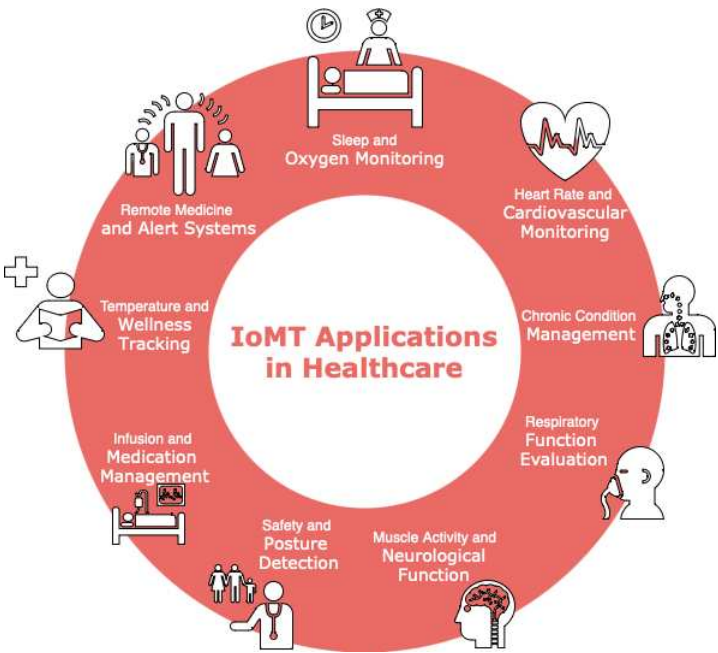 Sleep and
Oxygen Monitoring
Heart Rate and
Cardiovascular
Monitoring
Chronic Condition
Management
Respiratory
Function
Evaluation
Muscle Activity and
Neurological
Function
Safety and
Posture
Detection
Infusion and
Medication
Management
Temperature and
Wellness
Tracking
Remote Medicine
and Alert Systems
IoMT Applications
in Healthcare